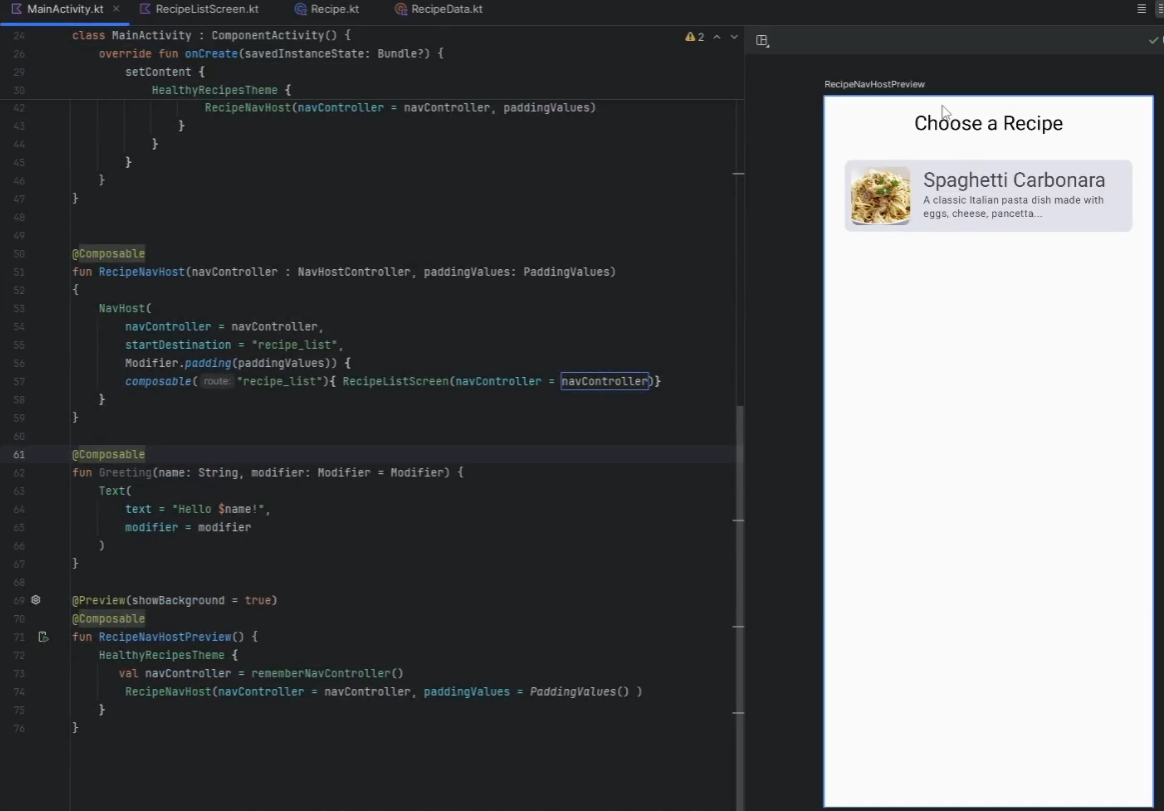 MainActivity.kt × RecipeListScreen.kt Recipe.kt RecipeData.kt
24 class MainActivity : ComponentActivity() {
2
26 override fun onCreate(savedInstanceState: Bundle?) {
29 setContent {
30 HealthyRecipesTheme {
42 RecipeNavHost(navController = navController, paddingValues)
43 }
44 }
45 }
46 }
47 }
48
49
50 @Composable
51 fun RecipeNavHost(navController : NavHostController, paddingValues: PaddingValues)
52 {
53 NavHost(
54 navController = navController,
55 startDestination = "recipe_list",
56 Modifier.padding(paddingValues)) {
57 composable( route: "recipe_list"){ RecipeListScreen(navController = navController)}
58 }
59 }
60
61 @Composable
62 fun Greeting(name: String, modifier: Modifier = Modifier) {
63 Text(
64 text = "Hello $name!",
65 modifier = modifier
66 )
67 }
68
69 @Preview(showBackground = true)
70 @Composable
71 fun RecipeNavHostPreview() {
72 HealthyRecipesTheme {
73 val navController = rememberNavController()
74 RecipeNavHost(navController = navController, paddingValues = PaddingValues() )
75 }
76 }
RecipeNavHostPreview
Choose a Recipe
Spaghetti Carbonara
A classic Italian pasta dish made with
eggs, cheese, pancetta...